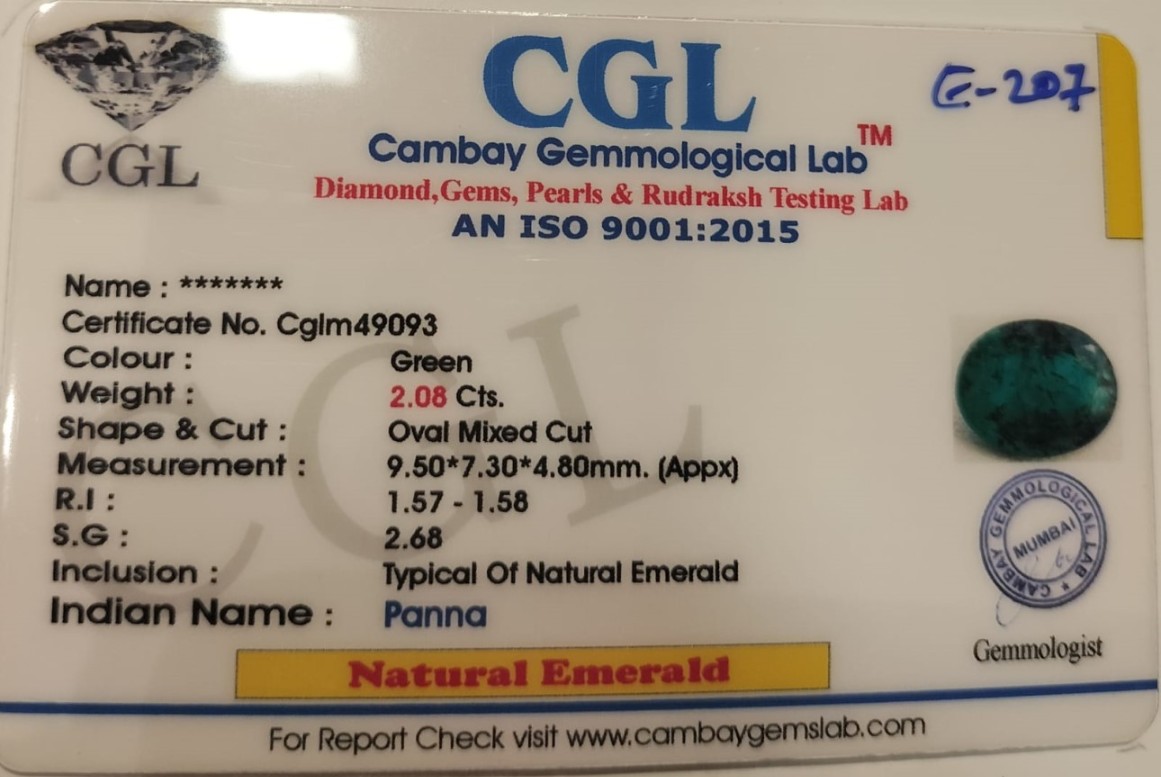 CGL
CGL
E-207
Cambay Gemmological Lab TM
Diamond,Gems, Pearls & Rudraksh Testing Lab
AN ISO 9001:2015
Name : *******
Certificate No. Cglm49093
Colour : Green
Weight : 2.08 Cts.
Shape & Cut : Oval Mixed Cut
Measurement : 9.50*7.30*4.80mm. (Appx)
R.I : 1.57 - 1.58
S.G : 2.68
Inclusion : Typical Of Natural Emerald
Indian Name : Panna
CGL
CAMBAY GEMMOLOGICAL LAB *
MUMBAI
Gemmologist
Natural Emerald
For Report Check visit www.cambaygemslab.com